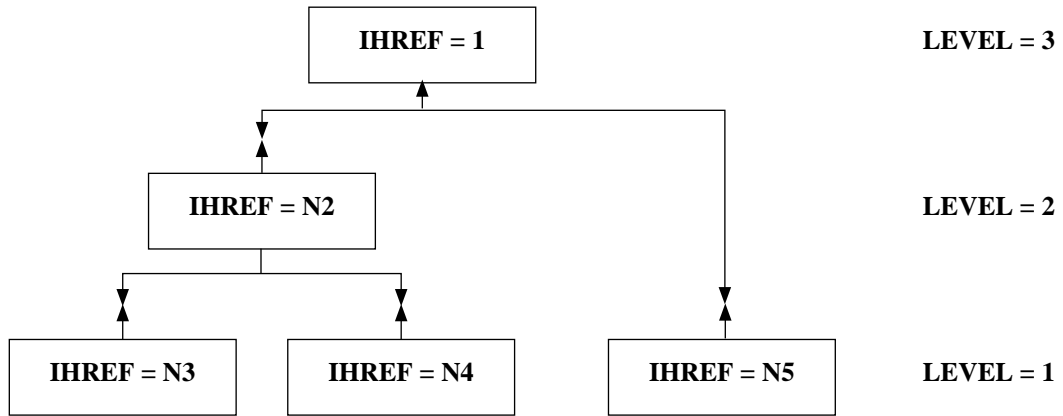 IHREF = 1
LEVEL = 3
IHREF = N2
LEVEL = 2
IHREF = N3
IHREF = N4
IHREF = N5
LEVEL = 1